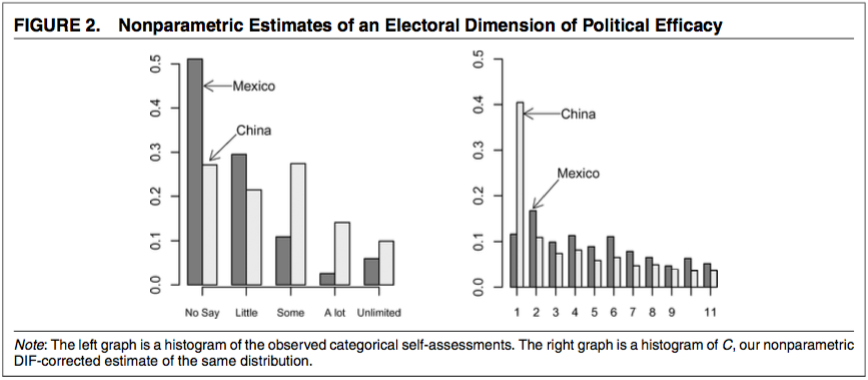 FIGURE 2. Nonparametric Estimates of an Electoral Dimension of Political Efficacy
0.5
0.4
0.3
0.2
0.1
0.0
Mexico
China
No Say Little Some A lot Unlimited
0.5
0.4
0.3
0.2
0.1
0.0
China
Mexico
1 2 3 4 5 6 7 8 9 11
Note: The left graph is a histogram of the observed categorical self-assessments. The right graph is a histogram of C, our nonparametric
DIF-corrected estimate of the same distribution.